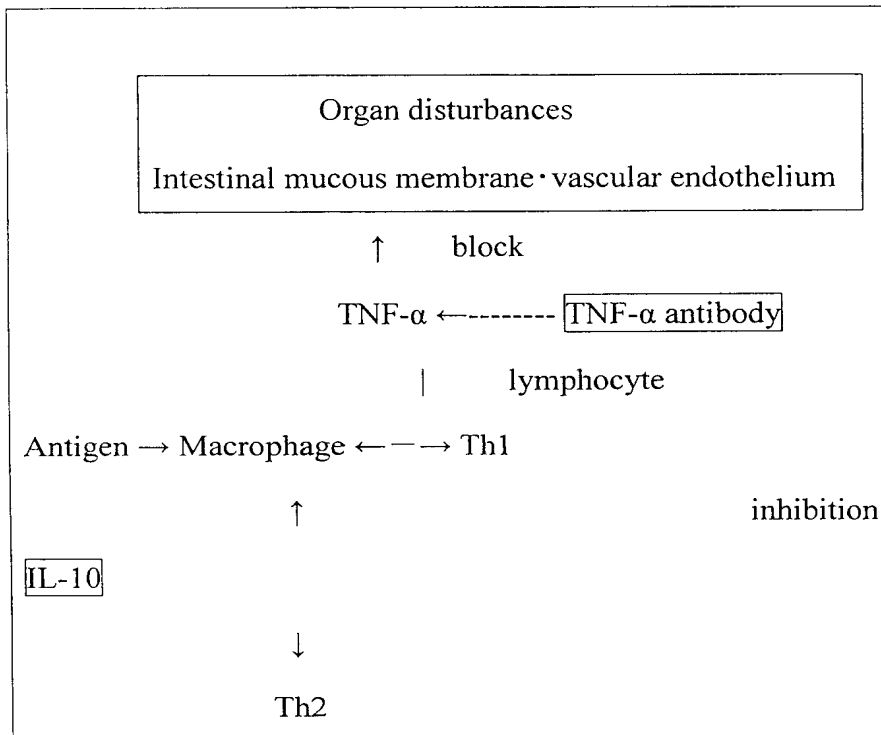 Organ disturbances
Intestinal mucous membrane・vascular endothelium
↑ block
TNF-α ←-------- TNF-α antibody
| lymphocyte
Antigen → Macrophage ←－→ Th1
↑ inhibition
IL-10
↓
Th2